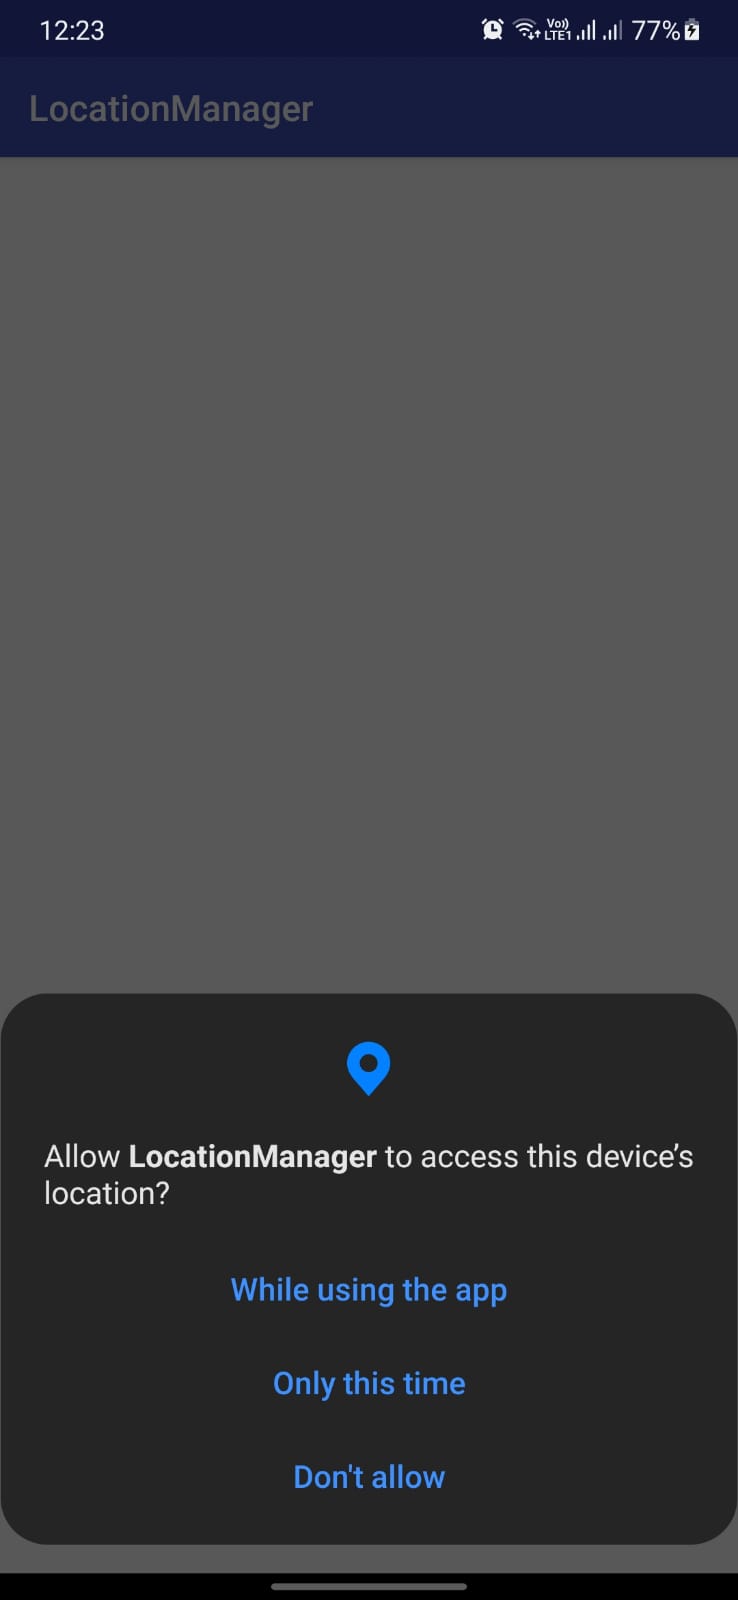 12:23
Vo)) LTE1 77%
LocationManager
Allow LocationManager to access this device’s
location?
While using the app
Only this time
Don't allow